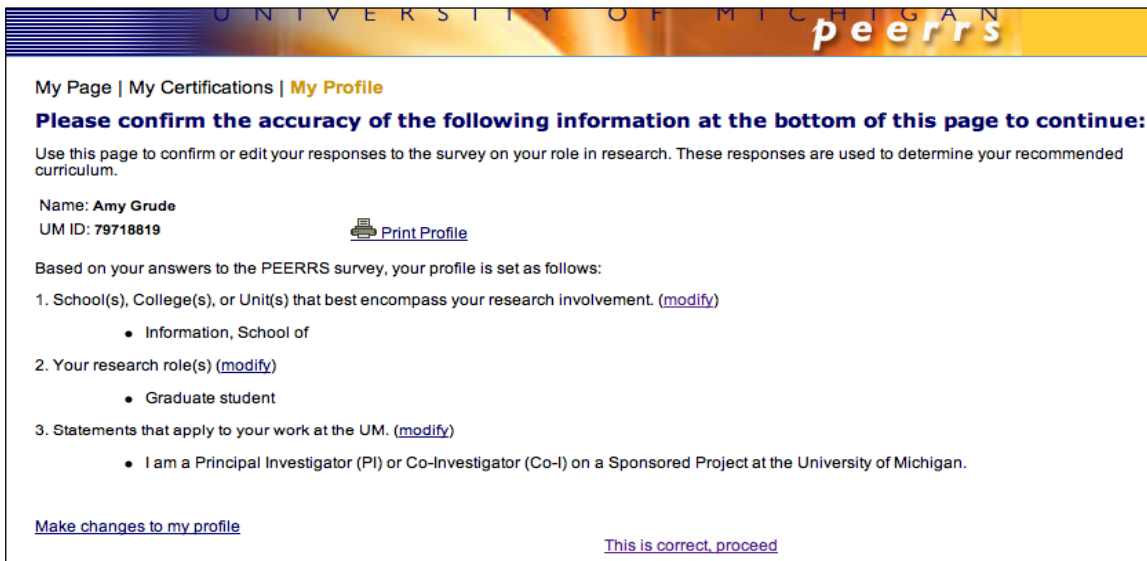 UNIVERSITY OF MICHIGAN
peerrs
My Page | My Certifications | My Profile
Please confirm the accuracy of the following information at the bottom of this page to continue:
Use this page to confirm or edit your responses to the survey on your role in research. These responses are used to determine your recommended
curriculum.
Name: Amy Grude
UM ID: 79718819
Print Profile
Based on your answers to the PEERRS survey, your profile is set as follows:
1. School(s), College(s), or Unit(s) that best encompass your research involvement. (modify)
• Information, School of
2. Your research role(s) (modify)
• Graduate student
3. Statements that apply to your work at the UM. (modify)
• I am a Principal Investigator (PI) or Co-Investigator (Co-I) on a Sponsored Project at the University of Michigan.
Make changes to my profile
This is correct, proceed